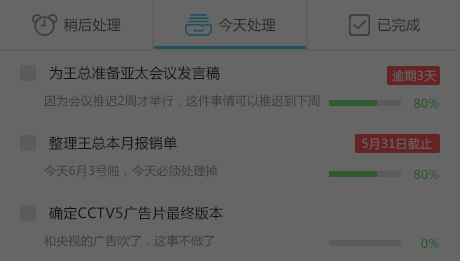 稍后处理 今天处理 已完成
为王总准备亚太会议发言稿 逾期3天
因为会议推迟2周才举行，这件事情可以推迟到下周 80%
整理王总本月报销单 5月31日截止
今天6月3号啦，今天必须处理掉 80%
确定CCTV5广告片最终版本
和央视的广告吹了，这事不做了 0%